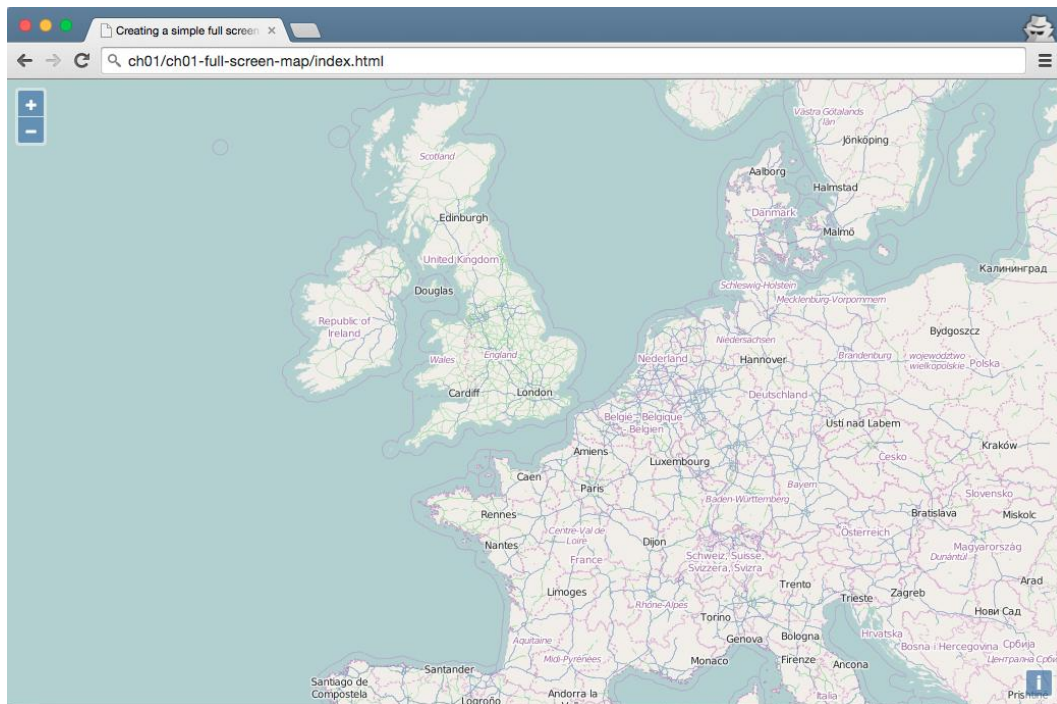 Creating a simple full screen
ch01/ch01-full-screen-map/index.html
+
−
Västra Götalands
län
Jönköping
Scotland
Aalborg
Halmstad
Danmark
Edinburgh
Malmö
United Kingdom
Калининград
Schleswig-Holstein
Douglas
Mecklenburg-Vorpommern
Republic of
Ireland
Bydgoszcz
Niedersachsen
Wales
England
Nederland
Hannover
Brandenburg
województwo
wielkopolskie
Polska
Cardiff
London
Deutschland
België - Belgique
- Belgien
Ústí nad Labem
Kraków
Amiens
Luxembourg
Česko
Caen
Paris
Bayern
Slovensko
Baden-Württemberg
Rennes
Bratislava
Miskolc
Centre-Val de
Loire
Nantes
Dijon
Österreich
France
Schweiz, Suisse,
Svizzera, Svizra
Magyarország
Dunántúl
Limoges
Trento
Arad
Rhône-Alpes
Trieste
Zagreb
Нови Сад
Torino
Aquitaine
Genova
Bologna
Hrvatska
Bosna i Hercegovina
Србија
Midi-Pyrénées
Monaco
Firenze
Ancona
Централна Срби
Santander
Santiago de
Compostela
Logroño
Andorra la
Italia
i